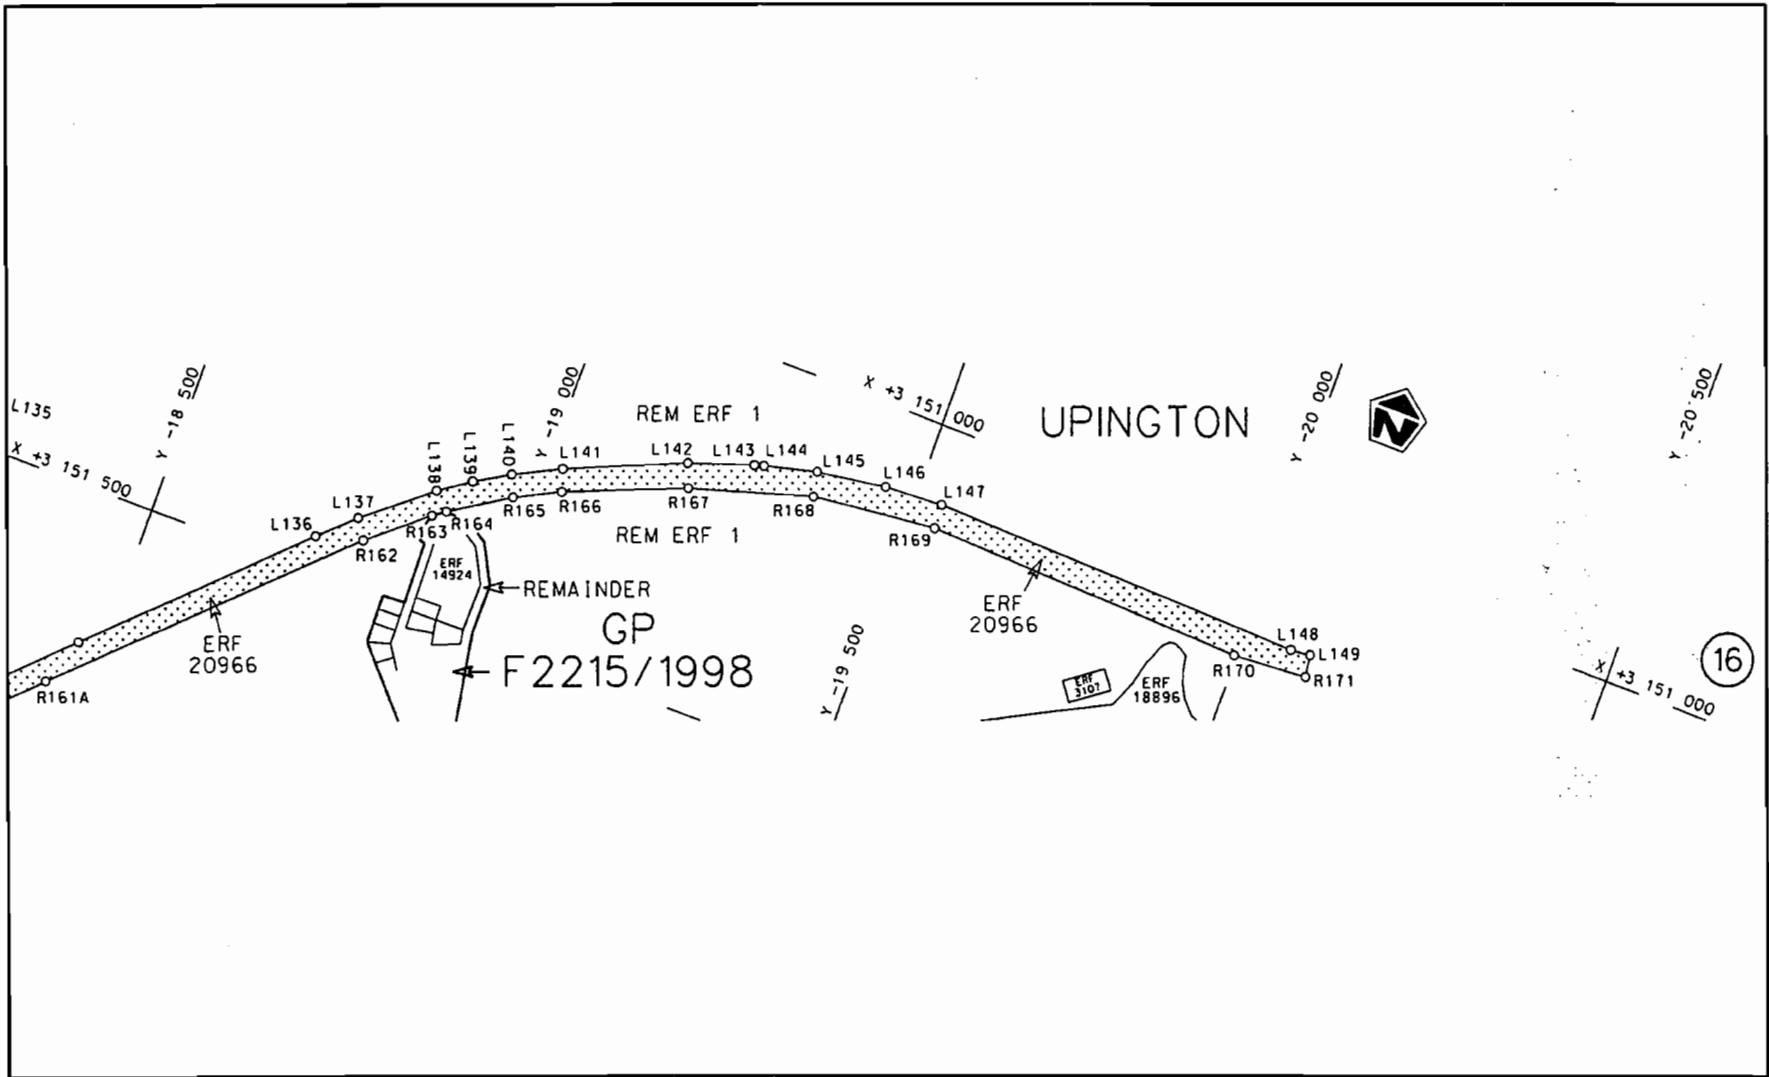 Y -18 500
Y -19 000
X +3 151 000
Y -20 000
Y -20 500
L135
X +3 151 500
REM ERF 1
UPINGTON
N
L136
L137
L138
L139
L140
L141
L142
L143
L144
L145
L146
L147
R162
R163
R164
R165
R166
R167
R168
R169
REM ERF 1
ERF
14924
REMAINDER
GP
F2215/1998
ERF
20966
R161A
ERF
20966
Y -19 500
L148
L149
R170
R171
ERF
3107
ERF
18896
X +3 151 000
16